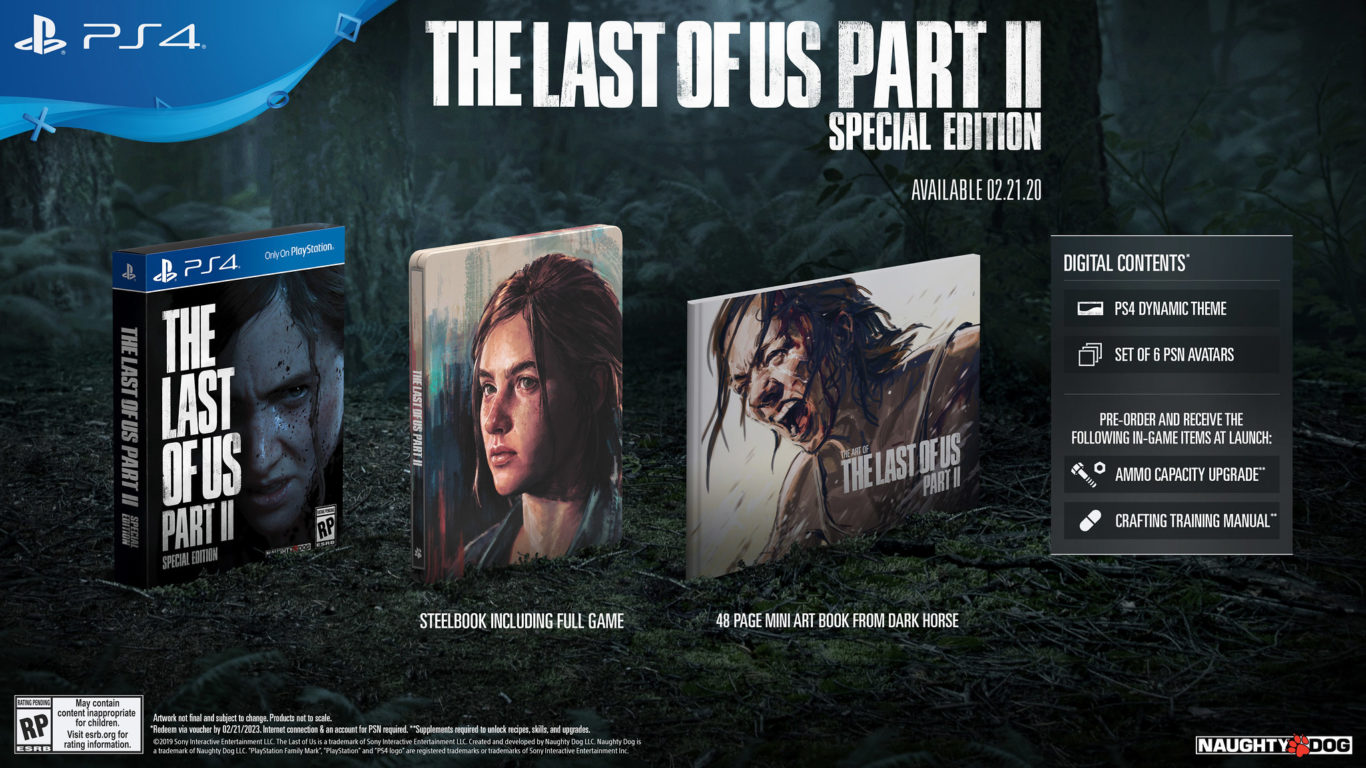 PS4
THE LAST OF US PART II
SPECIAL EDITION
AVAILABLE 02.21.20
PS4
Only On PlayStation®
THE
LAST
OF US
PART II
SPECIAL EDITION
RATING PENDING
RP
ESRB
NAUGHTY DOG
THE LAST OF US PART II
SPECIAL
EDITION
THE LAST OF US PART II
THE ART OF
THE LAST OF US
PART II
STEELBOOK INCLUDING FULL GAME
48 PAGE MINI ART BOOK FROM DARK HORSE
DIGITAL CONTENTS*
PS4 DYNAMIC THEME
SET OF 6 PSN AVATARS
PRE-ORDER AND RECEIVE THE
FOLLOWING IN-GAME ITEMS AT LAUNCH:
AMMO CAPACITY UPGRADE**
CRAFTING TRAINING MANUAL**
RATING PENDING
RP
ESRB
May contain
content inappropriate
for children.
Visit esrb.org for
rating information.
Artwork not final and subject to change. Products not to scale.
*Redeem via voucher by 02/21/2023. Internet connection & an account for PSN required. **Supplements required to unlock recipes, skills, and upgrades.
©2019 Sony Interactive Entertainment LLC. The Last of Us is a trademark of Sony Interactive Entertainment LLC. Created and developed by Naughty Dog LLC. Naughty Dog is
a trademark of Naughty Dog LLC. "PlayStation Family Mark", "PlayStation" and "PS4 logo" are registered trademarks or trademarks of Sony Interactive Entertainment Inc.
NAUGHTY DOG